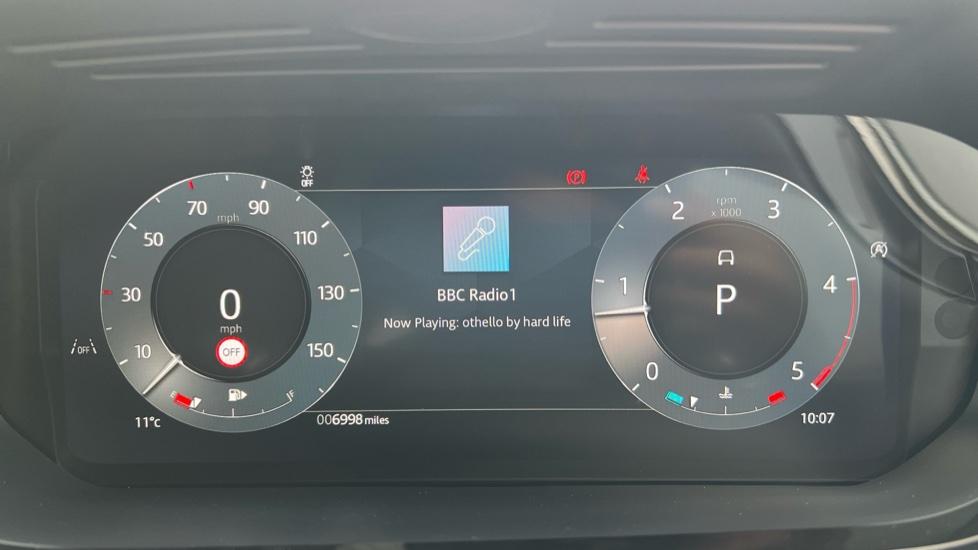 OFF
(P)
70 mph 90
50
110
30
130
10
150
0
mph
OFF
OFF
E
F
11°c
006998 miles
BBC Radio1
Now Playing: othello by hard life
rpm
x 1000
2
3
1
4
0
5
P
A
10:07